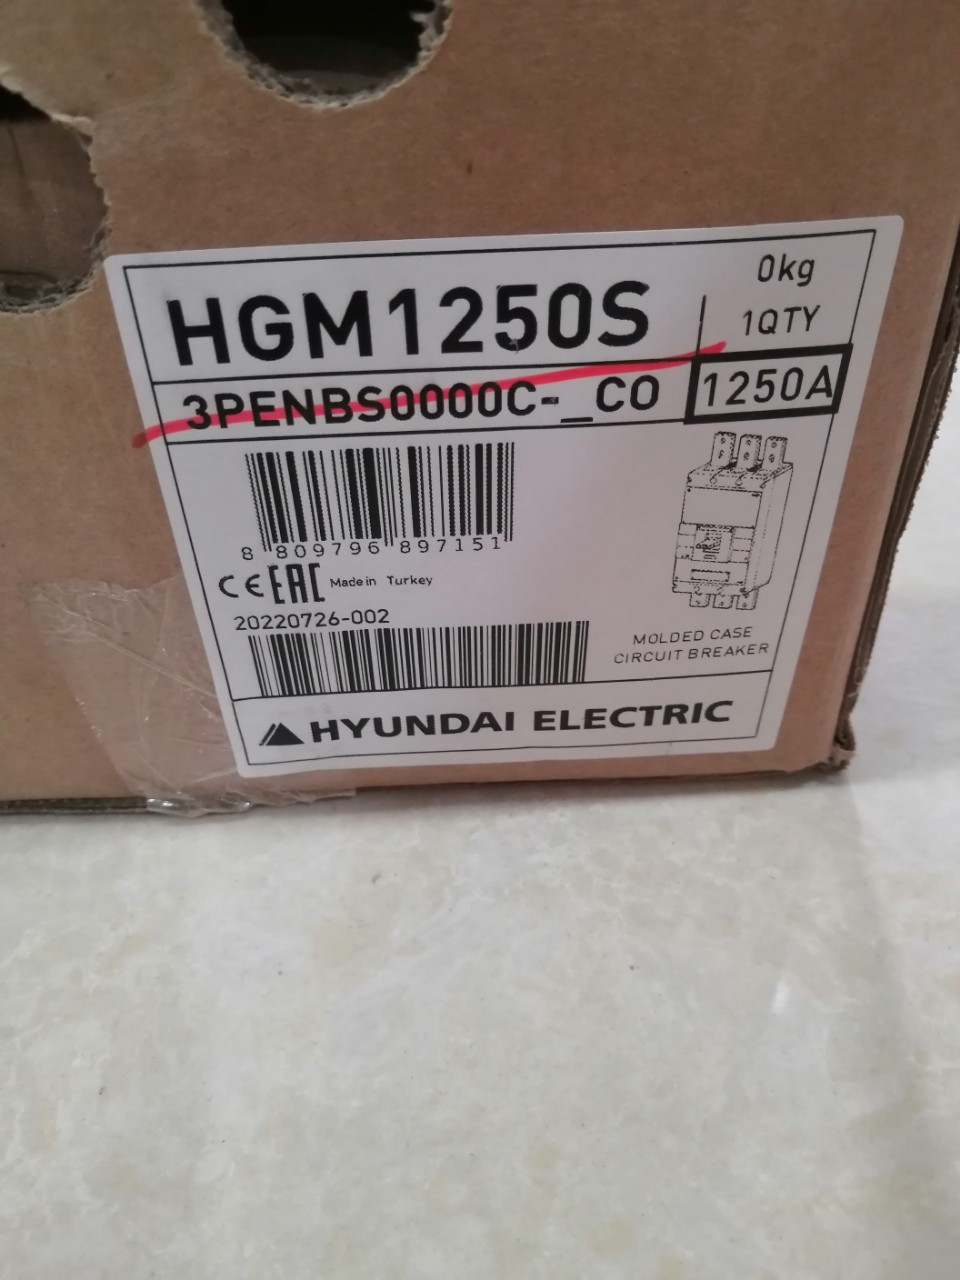 HGM1250S
0kg
1QTY
3PENBS0000C-_CO
1250A
8 809796 897151
CE EAC Made in Turkey
20220726-002
MOLDED CASE
CIRCUIT BREAKER
HYUNDAI ELECTRIC